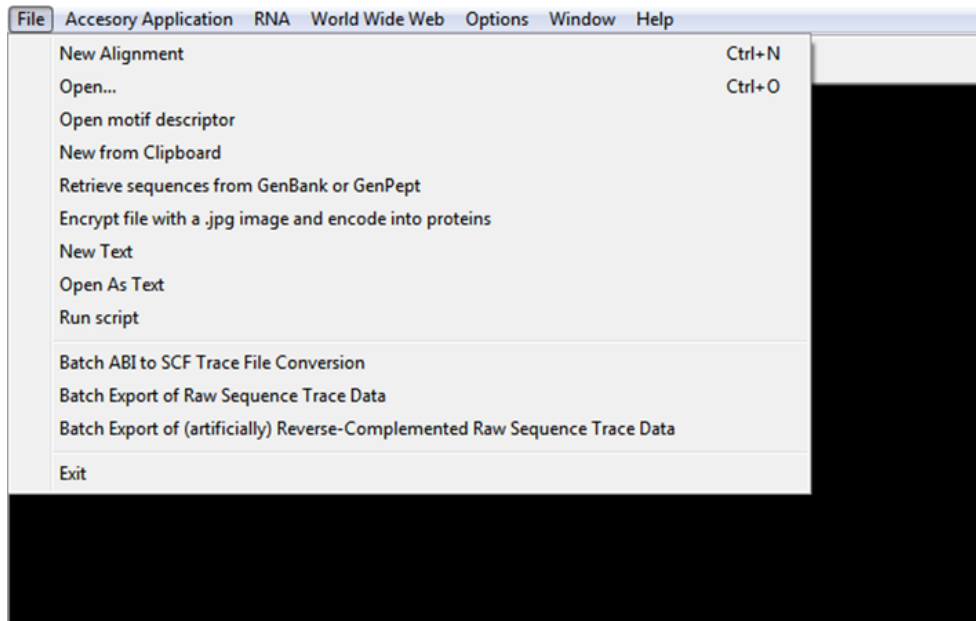 File Accesory Application RNA World Wide Web Options Window Help
New Alignment Ctrl+N
Open... Ctrl+O
Open motif descriptor
New from Clipboard
Retrieve sequences from GenBank or GenPept
Encrypt file with a .jpg image and encode into proteins
New Text
Open As Text
Run script
Batch ABI to SCF Trace File Conversion
Batch Export of Raw Sequence Trace Data
Batch Export of (artificially) Reverse-Complemented Raw Sequence Trace Data
Exit